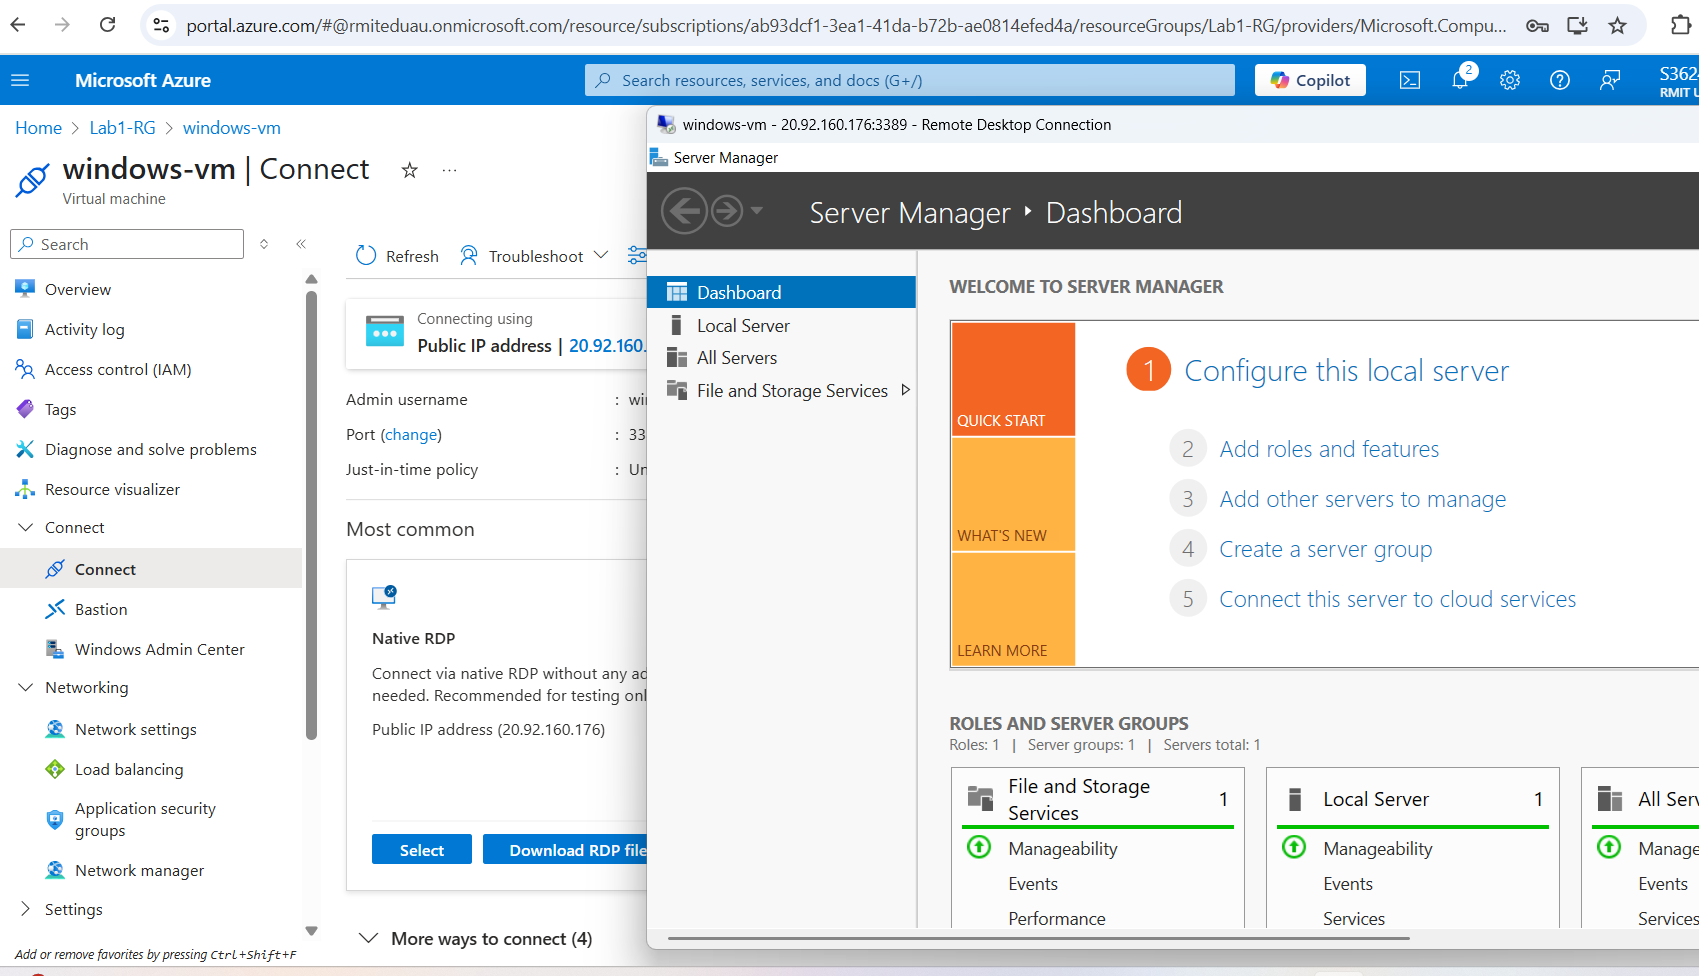 portal.azure.com/#@rmiteduau.onmicrosoft.com/resource/subscriptions/ab93dcf1-3ea1-41da-b72b-ae0814efed4a/resourceGroups/Lab1-RG/providers/Microsoft.Compu...
Microsoft Azure
Search resources, services, and docs (G+/)
Copilot
2
S3624
RMIT U
Home > Lab1-RG > windows-vm
windows-vm | Connect
Virtual machine
Search
Refresh
Troubleshoot
Overview
Activity log
Access control (IAM)
Tags
Diagnose and solve problems
Resource visualizer
Connect
Connect
Bastion
Windows Admin Center
Networking
Network settings
Load balancing
Application security
groups
Network manager
Settings
Add or remove favorites by pressing Ctrl+Shift+F
Connecting using
Public IP address | 20.92.160.
Admin username : wi
Port (change) : 33
Just-in-time policy : Un
Most common
Native RDP
Connect via native RDP without any ad
needed. Recommended for testing onl
Public IP address (20.92.160.176)
Select
Download RDP file
More ways to connect (4)
windows-vm - 20.92.160.176:3389 - Remote Desktop Connection
Server Manager
Server Manager ‣ Dashboard
Dashboard
Local Server
All Servers
File and Storage Services
WELCOME TO SERVER MANAGER
QUICK START
WHAT'S NEW
LEARN MORE
1 Configure this local server
2 Add roles and features
3 Add other servers to manage
4 Create a server group
5 Connect this server to cloud services
ROLES AND SERVER GROUPS
Roles: 1 | Server groups: 1 | Servers total: 1
File and Storage
Services 1
Manageability
Events
Performance
Local Server 1
Manageability
Events
Services
All Serv
Manage
Events
Services